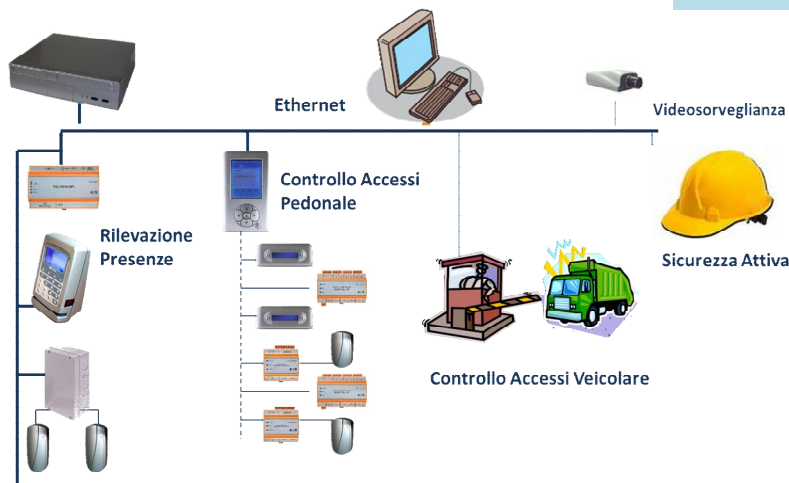 Ethernet
Videosorveglianza
Controllo Accessi
Pedonale
Rilevazione
Presenze
Sicurezza Attiva
Controllo Accessi Veicolare